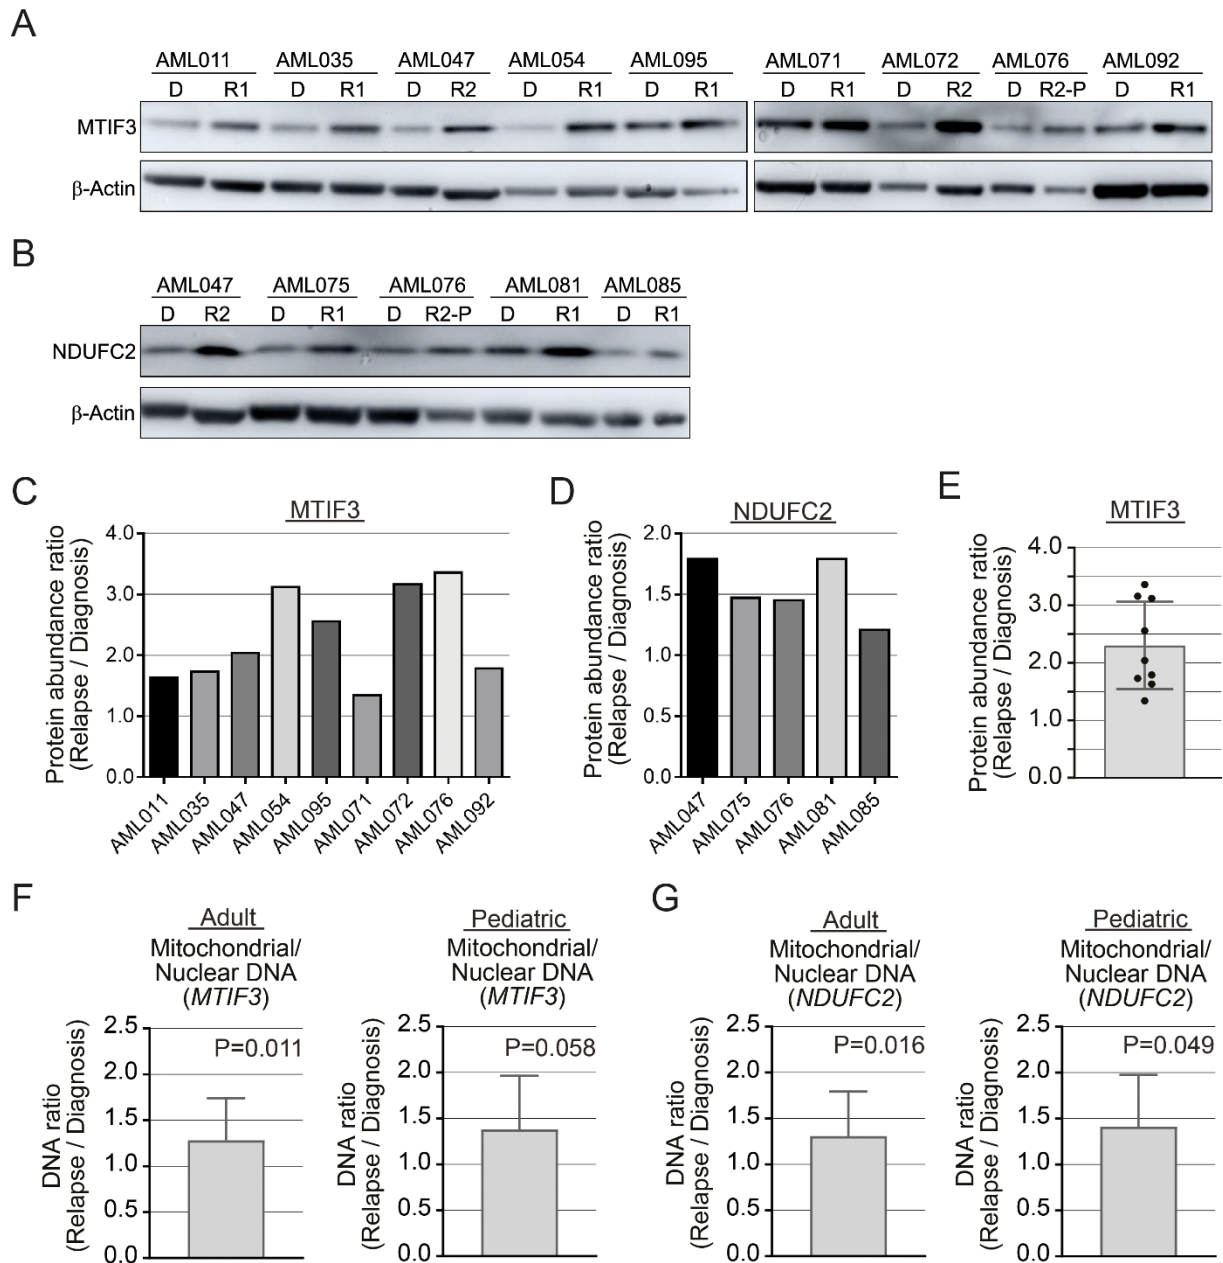 A
AML011 AML035 AML047 AML054 AML095 AML071 AML072 AML076 AML092
D R1 D R1 D R2 D R1 D R1 D R1 D R2 D R2-P D R1
MTIF3
β-Actin
B
AML047 AML075 AML076 AML081 AML085
D R2 D R1 D R2-P D R1 D R1
NDUFC2
β-Actin
C
MTIF3
Protein abundance ratio
(Relapse / Diagnosis)
4.0
3.0
2.0
1.0
0.0
AML011 AML035 AML047 AML054 AML095 AML071 AML072 AML076 AML092
D
NDUFC2
Protein abundance ratio
(Relapse / Diagnosis)
2.0
1.5
1.0
0.5
0.0
AML047 AML075 AML076 AML081 AML085
E
MTIF3
Protein abundance ratio
(Relapse / Diagnosis)
4.0
3.0
2.0
1.0
0.0
F
Adult
Mitochondrial/
Nuclear DNA
(MTIF3)
DNA ratio
(Relapse / Diagnosis)
2.5
2.0
1.5
1.0
0.5
0.0
P=0.011
Pediatric
Mitochondrial/
Nuclear DNA
(MTIF3)
DNA ratio
(Relapse / Diagnosis)
2.5
2.0
1.5
1.0
0.5
0.0
P=0.058
G
Adult
Mitochondrial/
Nuclear DNA
(NDUFC2)
DNA ratio
(Relapse / Diagnosis)
2.5
2.0
1.5
1.0
0.5
0.0
P=0.016
Pediatric
Mitochondrial/
Nuclear DNA
(NDUFC2)
DNA ratio
(Relapse / Diagnosis)
2.5
2.0
1.5
1.0
0.5
0.0
P=0.049